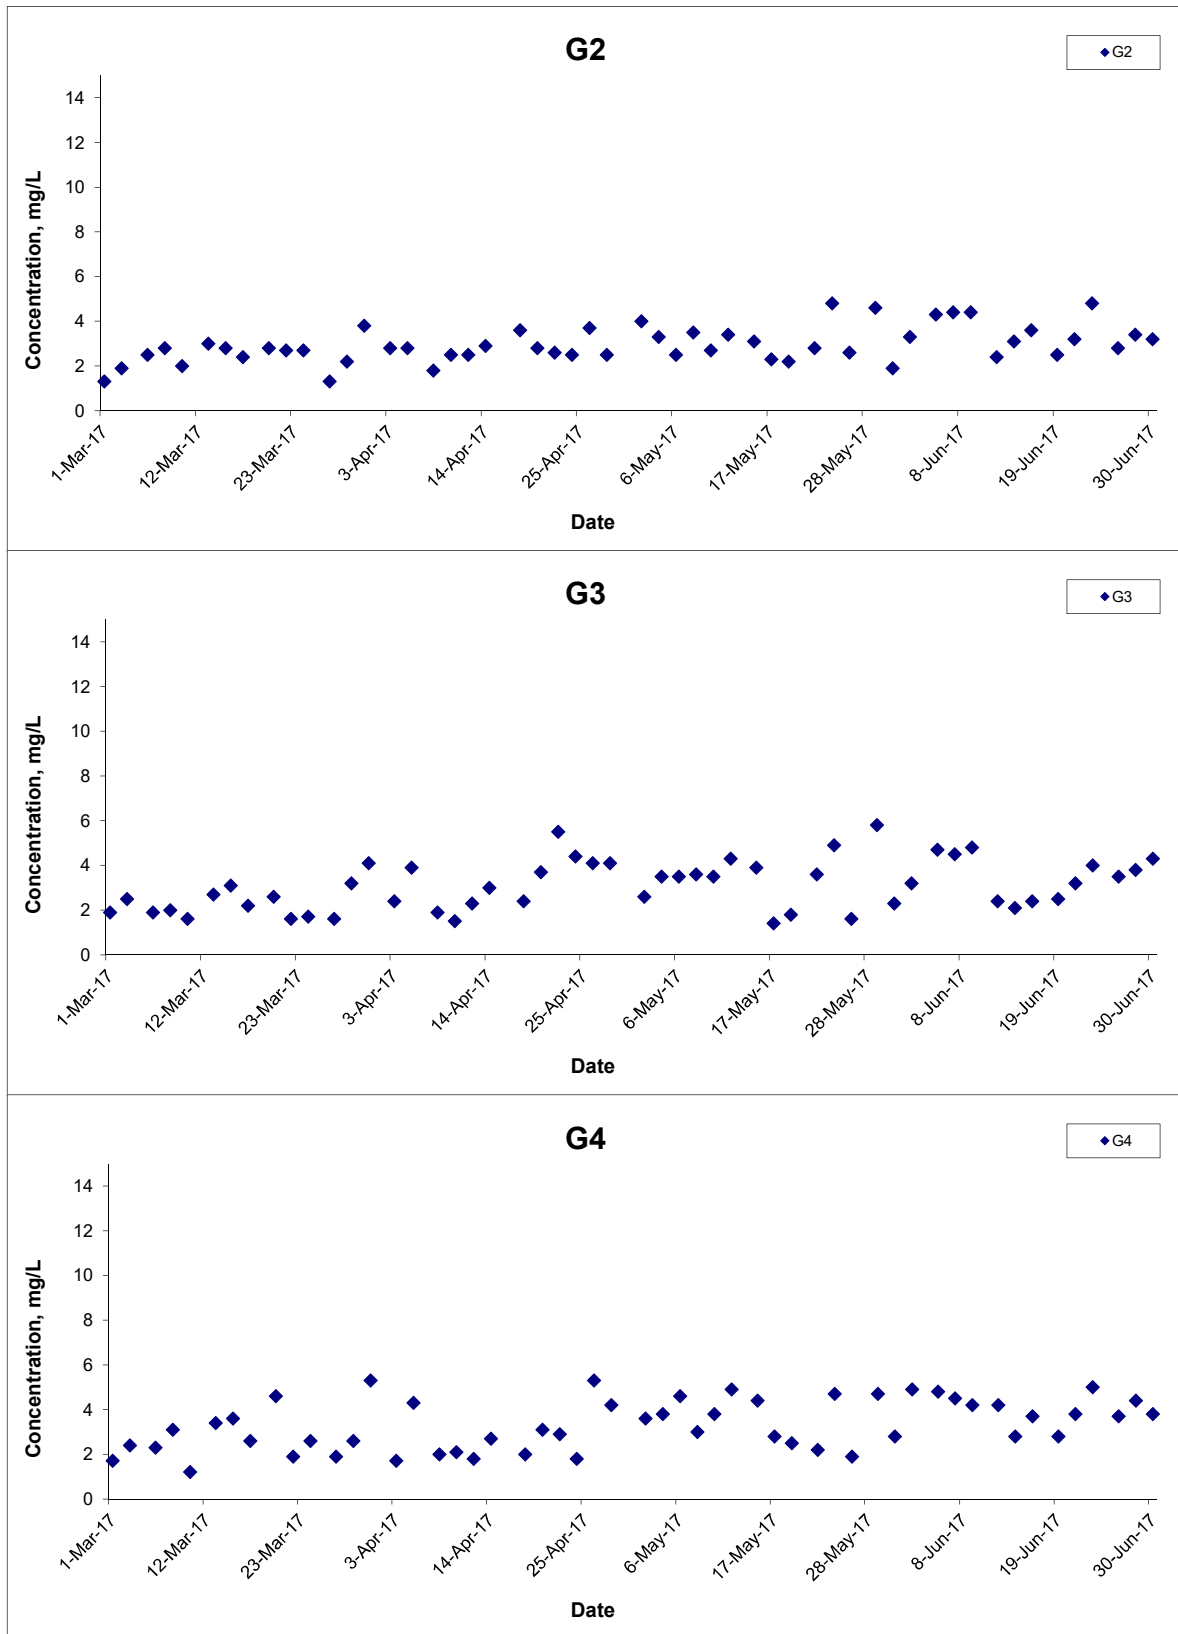 G2
G2
14
12
10
8
6
4
2
0
Concentration, mg/L
1-Mar-17
12-Mar-17
23-Mar-17
3-Apr-17
14-Apr-17
25-Apr-17
6-May-17
17-May-17
28-May-17
8-Jun-17
19-Jun-17
30-Jun-17
Date
G3
G3
14
12
10
8
6
4
2
0
Concentration, mg/L
1-Mar-17
12-Mar-17
23-Mar-17
3-Apr-17
14-Apr-17
25-Apr-17
6-May-17
17-May-17
28-May-17
8-Jun-17
19-Jun-17
30-Jun-17
Date
G4
G4
14
12
10
8
6
4
2
0
Concentration, mg/L
1-Mar-17
12-Mar-17
23-Mar-17
3-Apr-17
14-Apr-17
25-Apr-17
6-May-17
17-May-17
28-May-17
8-Jun-17
19-Jun-17
30-Jun-17
Date